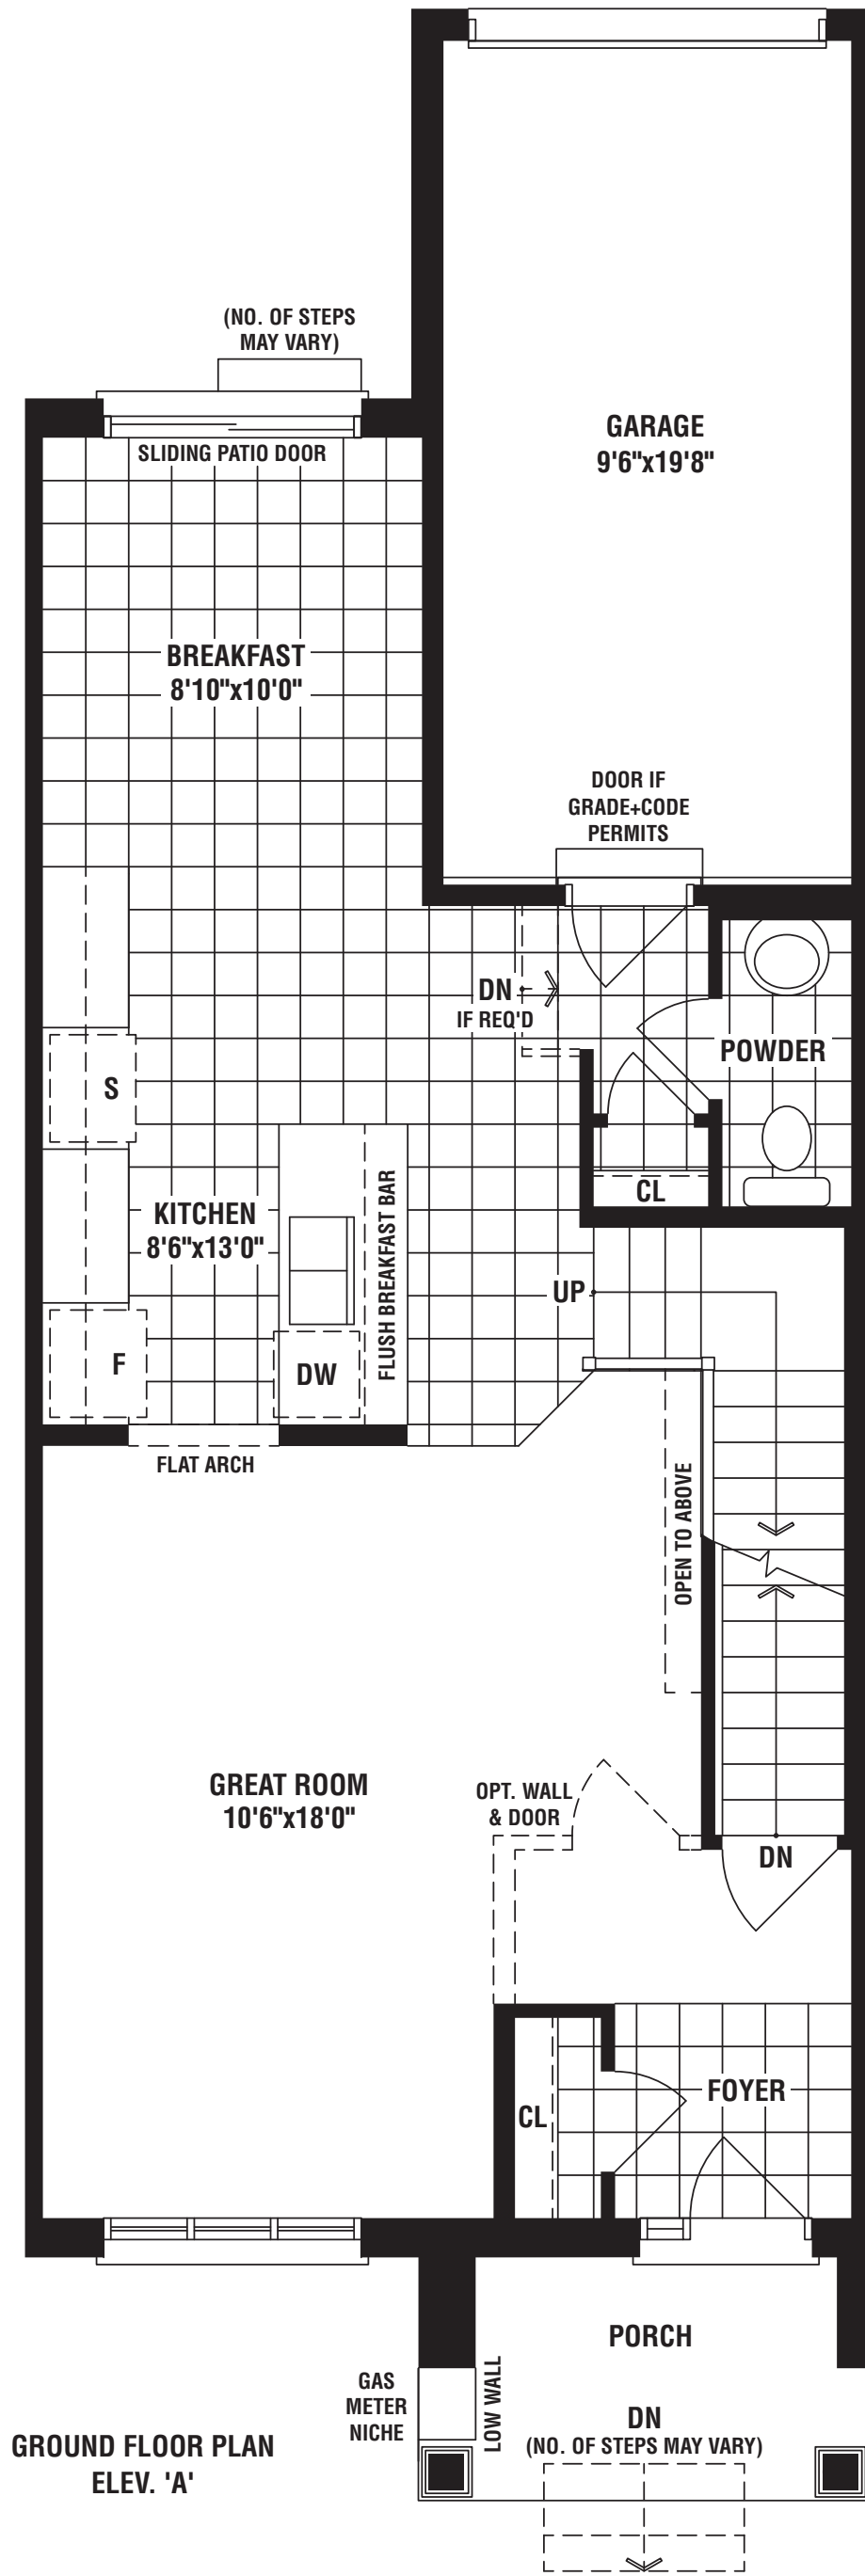 (NO. OF STEPS
MAY VARY)
SLIDING PATIO DOOR
GARAGE
9'6"x19'8"
BREAKFAST
8'10"x10'0"
DOOR IF
GRADE+CODE
PERMITS
DN
IF REQ'D
POWDER
S
CL
KITCHEN
8'6"x13'0"
FLUSH BREAKFAST BAR
UP
F
DW
FLAT ARCH
OPEN TO ABOVE
GREAT ROOM
10'6"x18'0"
OPT. WALL
& DOOR
DN
FOYER
CL
PORCH
GAS
METER
NICHE
LOW WALL
DN
(NO. OF STEPS MAY VARY)
GROUND FLOOR PLAN
ELEV. 'A'